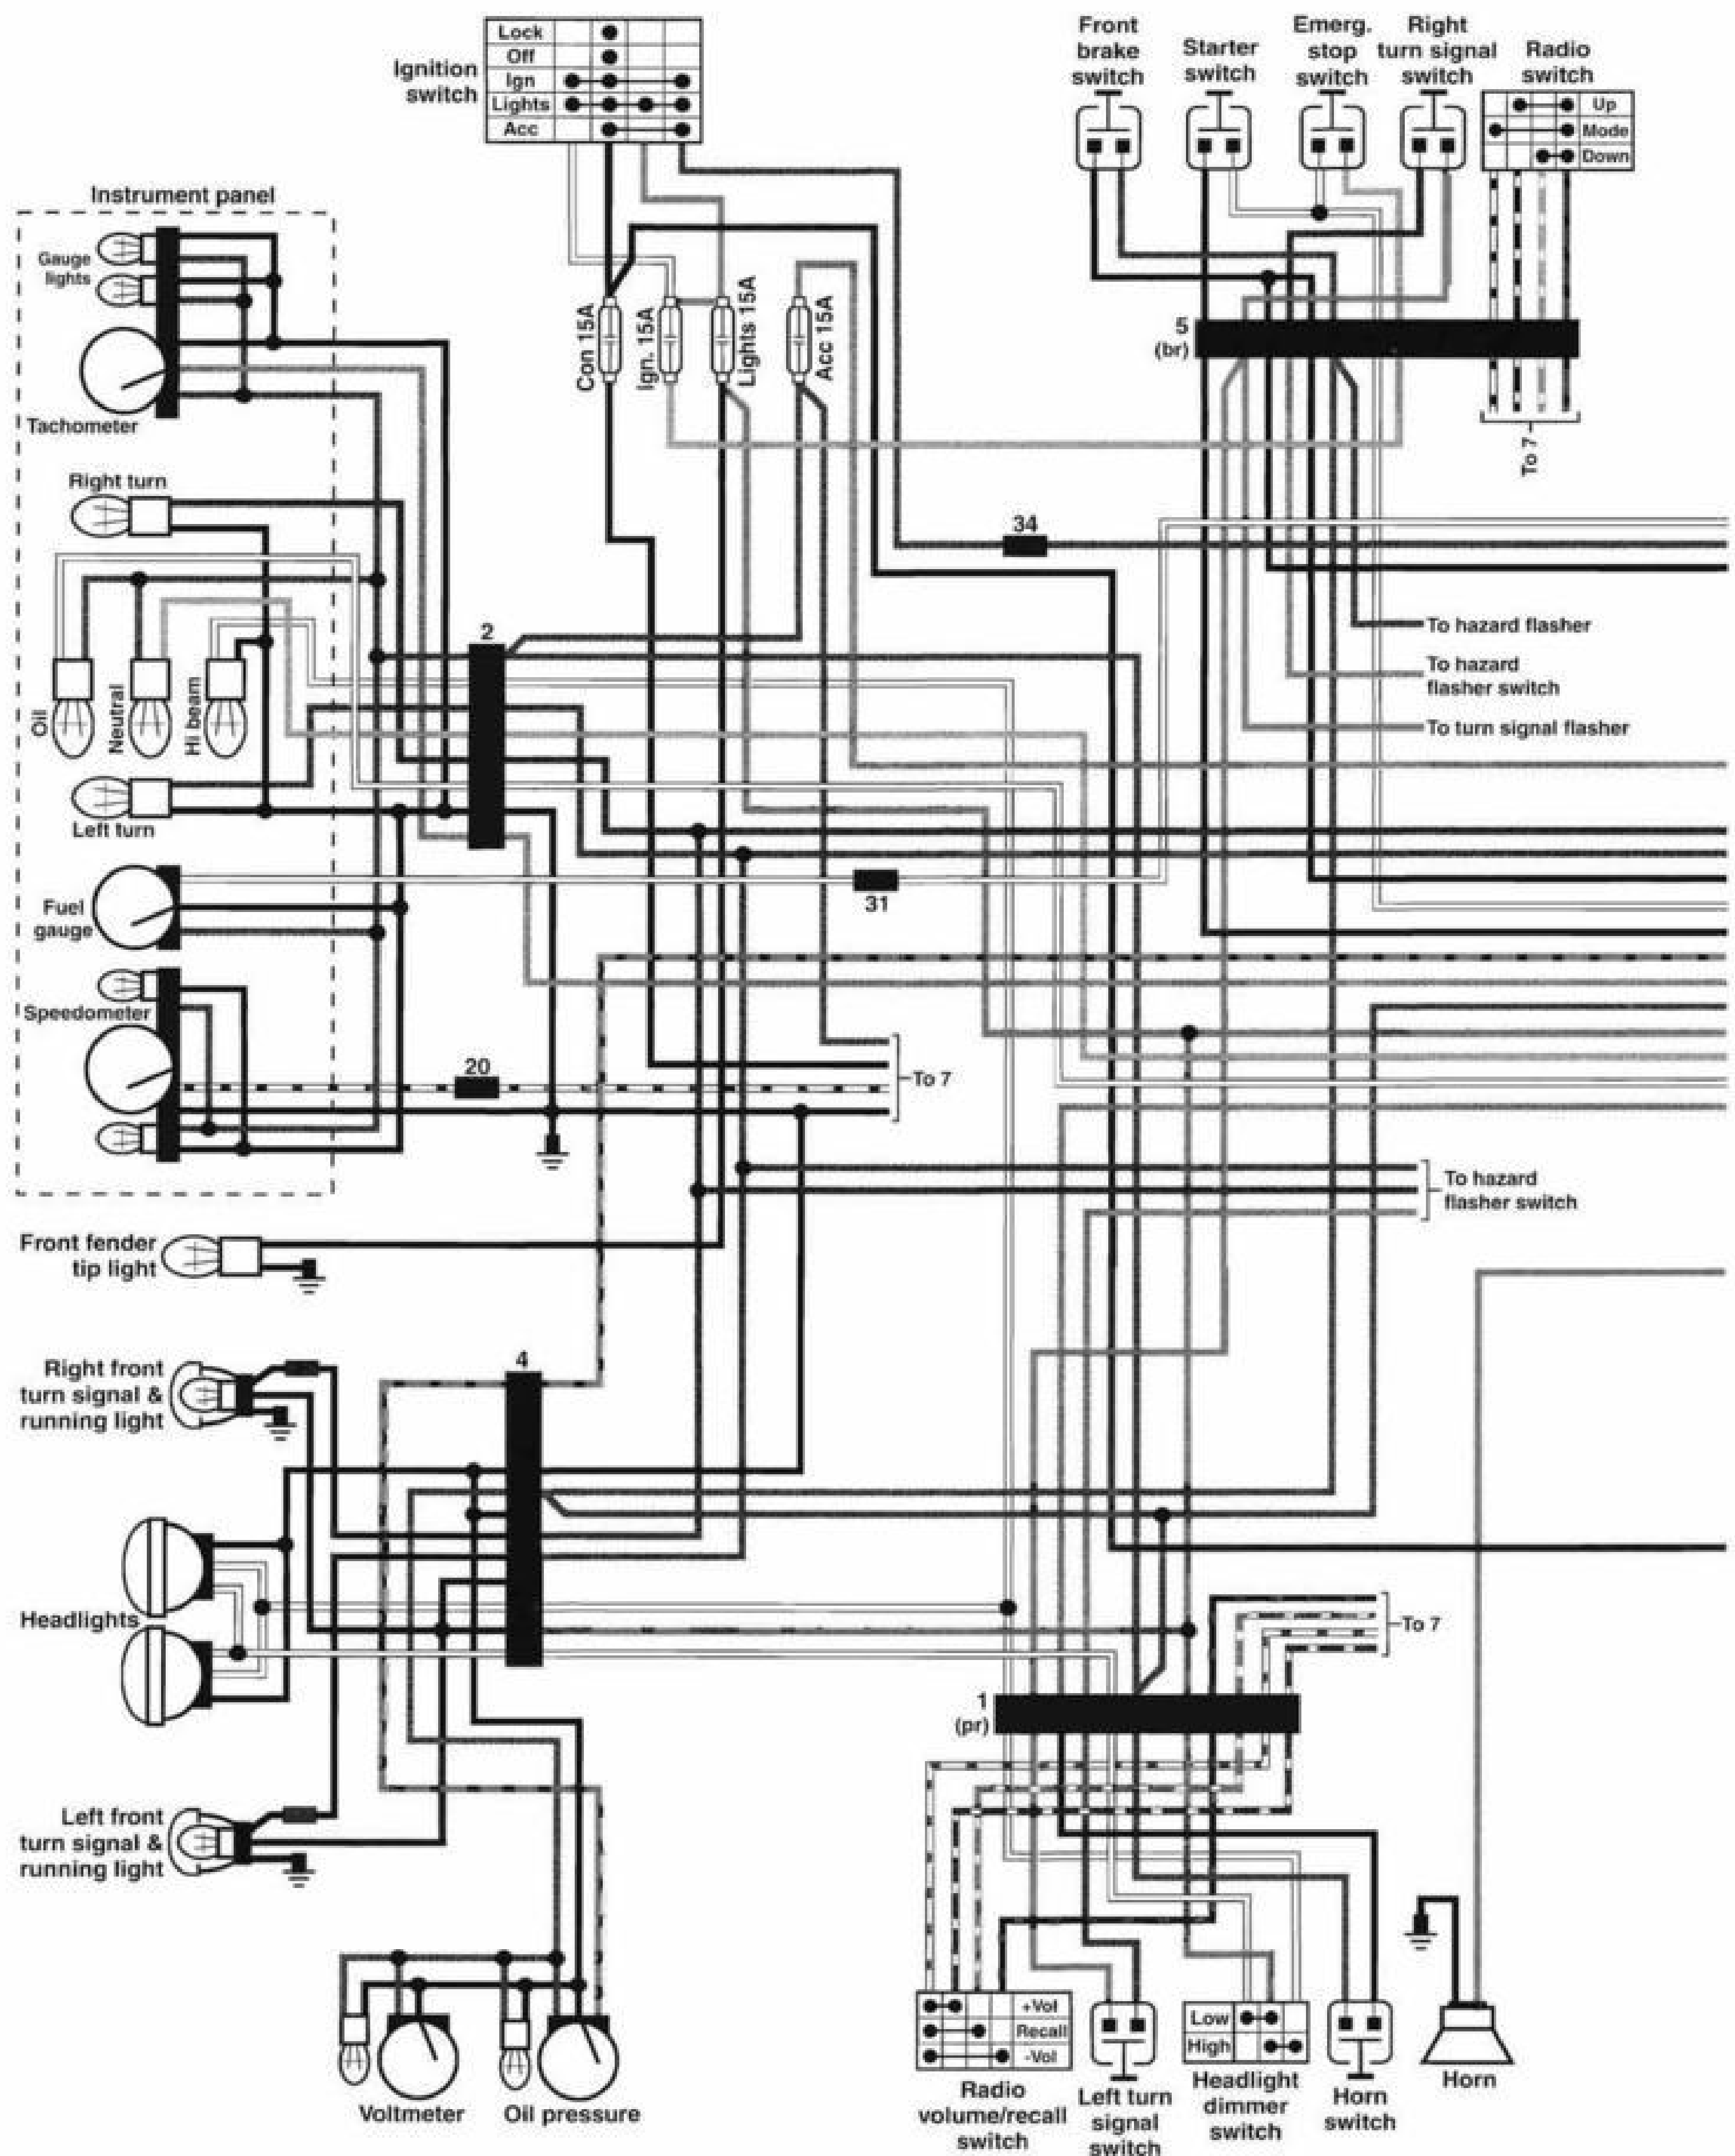 Ignition
switch
Lock
Off
Ign
Lights
Acc
Front
brake
switch
Starter
switch
Emerg.
stop
switch
Right
turn signal
switch
Radio
switch
Up
Mode
Down
Instrument panel
Gauge
lights
Tachometer
Con 15A
Ign. 15A
Lights 15A
Acc 15A
5
(br)
To 7
Right turn
34
2
Oil
Neutral
Hi beam
To hazard flasher
To hazard
flasher switch
To turn signal flasher
Left turn
Fuel
gauge
31
Speedometer
20
To 7
To hazard
flasher switch
Front fender
tip light
Right front
turn signal &
running light
4
Headlights
To 7
1
(pr)
Left front
turn signal &
running light
+Vol
Recall
-Vol
Low
High
Voltmeter
Oil pressure
Radio
volume/recall
switch
Left turn
signal
switch
Headlight
dimmer
switch
Horn
switch
Horn